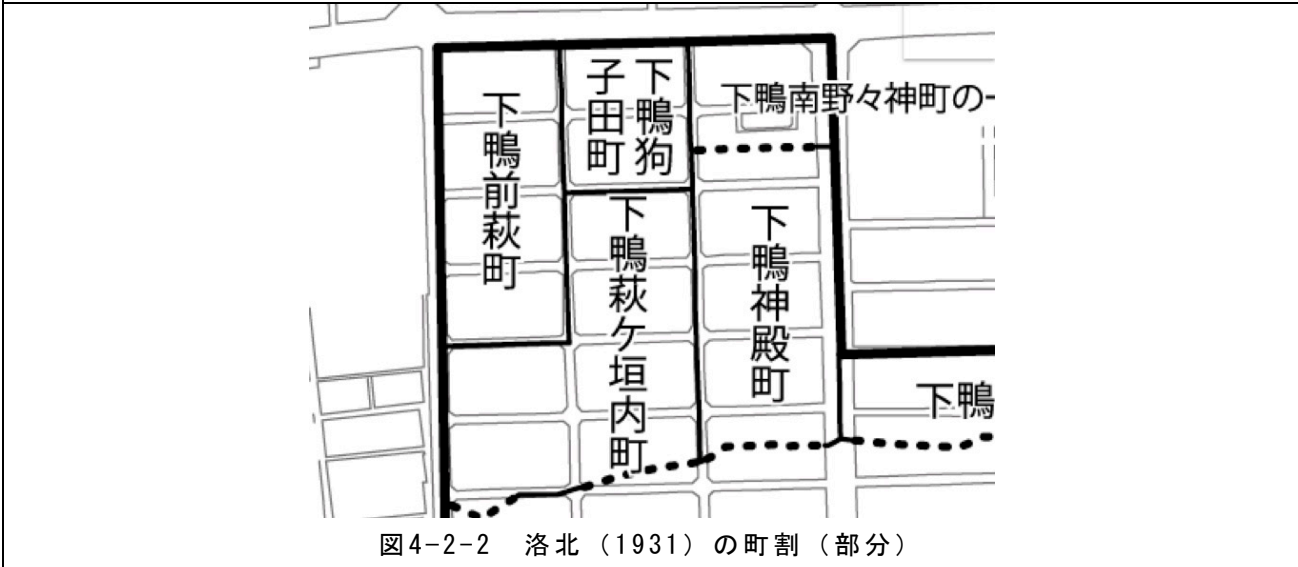 下鴨前萩町
下鴨狗
子田町
下鴨南野々神町の
下鴨萩ケ垣内町
下鴨神殿町
下鴨
図4-2-2 洛北（1931）の町割（部分）